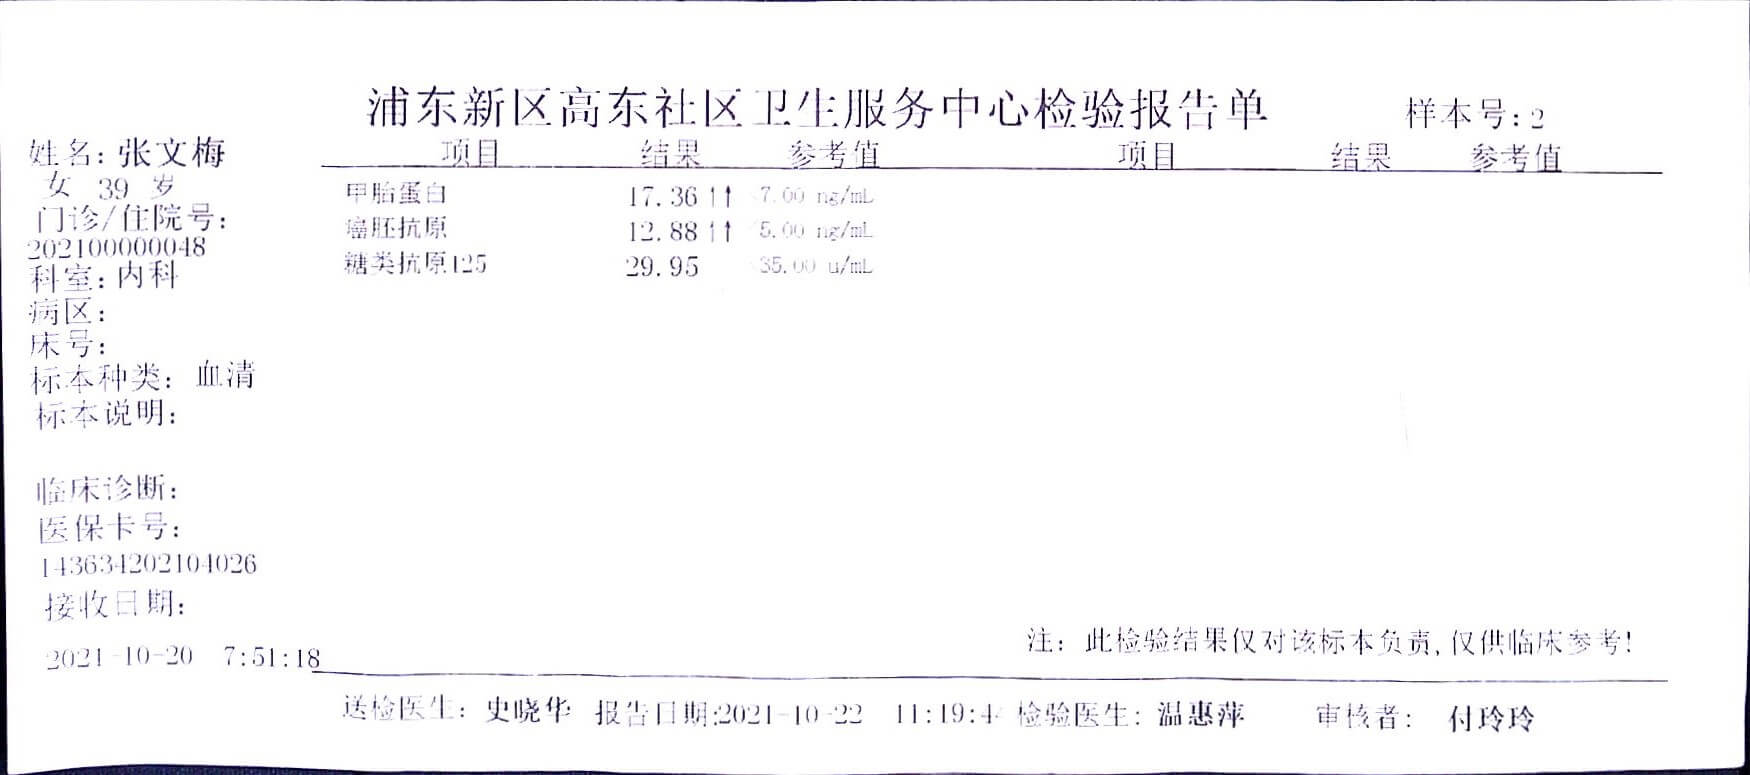 浦东新区高东社区卫生服务中心检验报告单 样本号:2
姓名:张文梅
女 39 岁
门诊/住院号:
202100000048
科室:内科
病区:
床号:
标本种类: 血清
标本说明:
临床诊断:
医保卡号:
143634202104026
接收日期:
2021-10-20 7:51:18
项目 结果 参考值 项目 结果 参考值
甲胎蛋白 17.36 ↑↑ <7.00 ng/mL
癌胚抗原 12.88 ↑↑ <5.00 ng/mL
糖类抗原125 29.95 <35.00 u/mL
注: 此检验结果仅对该标本负责,仅供临床参考!
送检医生: 史晓华 报告日期:2021-10-22 11:19:4 检验医生: 温惠萍 审核者: 付玲玲